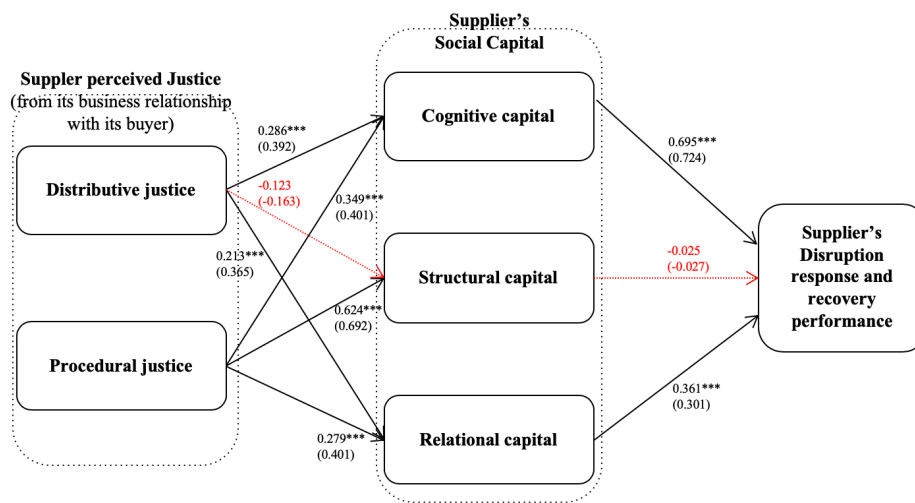 Supplier's
Social Capital
Suppler perceived Justice
(from its business relationship
with its buyer)
Distributive justice
Procedural justice
0.286***
(0.392)
-0.123
(-0.163)
0.349***
(0.401)
0.213***
(0.365)
0.624***
(0.692)
0.279***
(0.401)
Cognitive capital
Structural capital
Relational capital
0.695***
(0.724)
-0.025
(-0.027)
0.361***
(0.301)
Supplier's
Disruption
response and
recovery
performance